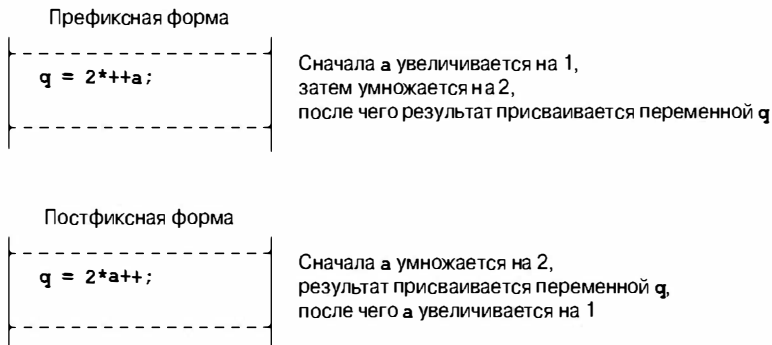 Префиксная форма
q = 2*++a;
Сначала a увеличивается на 1,
затем умножается на 2,
после чего результат присваивается переменной q
Постфиксная форма
q = 2*a++;
Сначала a умножается на 2,
результат присваивается переменной q,
после чего a увеличивается на 1